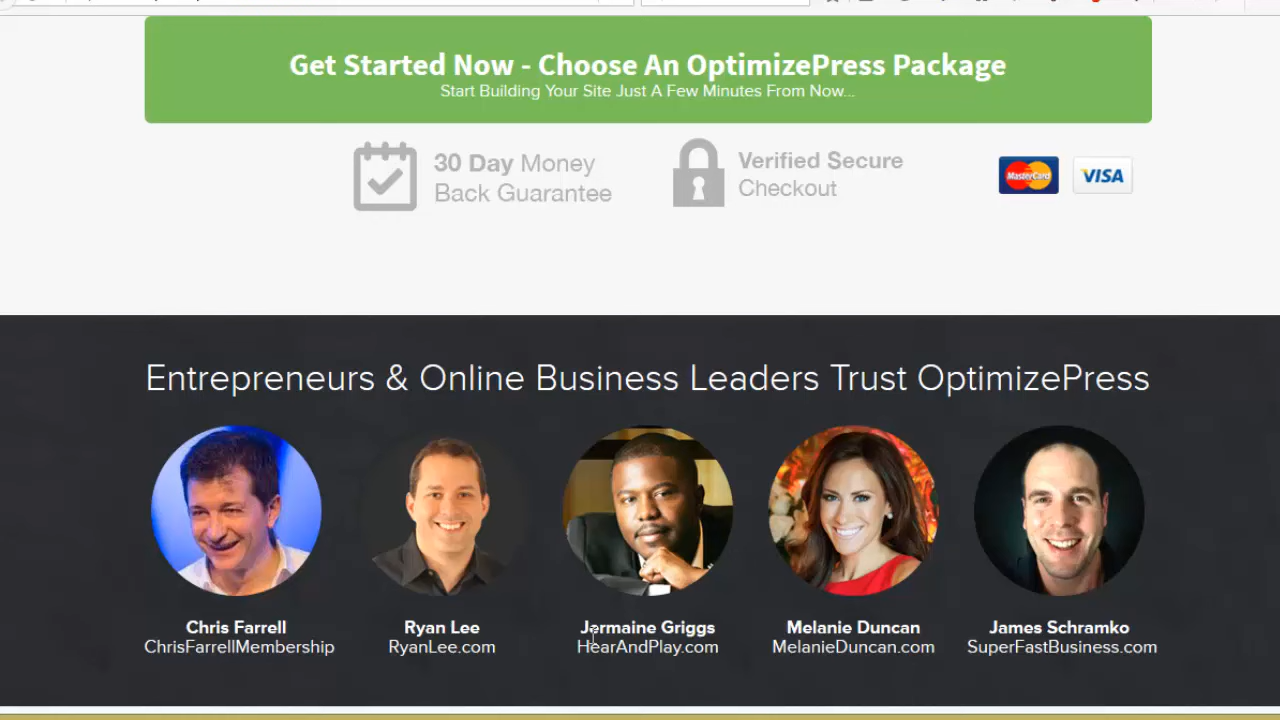 Get Started Now - Choose An OptimizePress Package
Start Building Your Site Just A Few Minutes From Now...
30 Day Money
Back Guarantee
Verified Secure
Checkout
MasterCard
VISA
Entrepreneurs & Online Business Leaders Trust OptimizePress
Chris Farrell
ChrisFarrellMembership
Ryan Lee
RyanLee.com
Jermaine Griggs
HearAndPlay.com
Melanie Duncan
MelanieDuncan.com
James Schramko
SuperFastBusiness.com